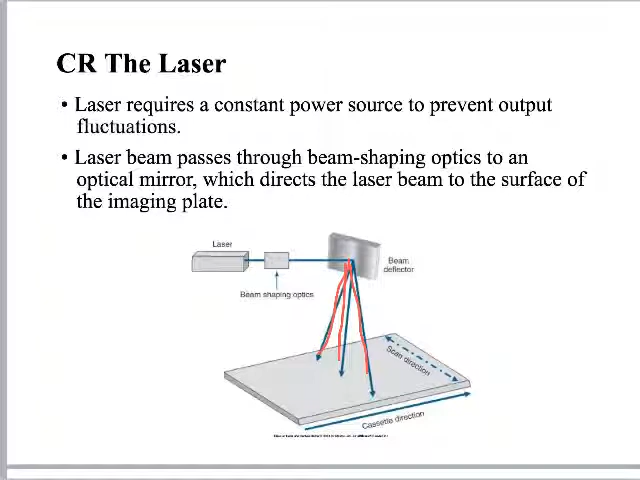 CR The Laser
• Laser requires a constant power source to prevent output
fluctuations.
• Laser beam passes through beam-shaping optics to an
optical mirror, which directs the laser beam to the surface of
the imaging plate.
Laser
Beam
deflector
Beam shaping optics
Scan direction
Cassette direction